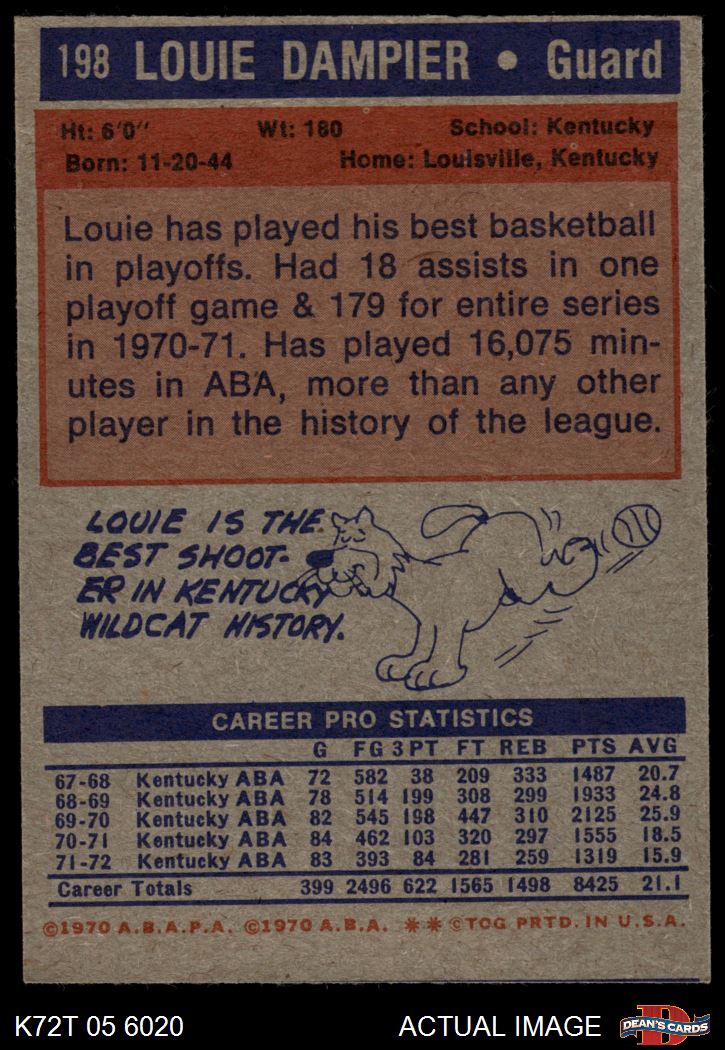 198 LOUIE DAMPIER • Guard
Ht: 6'0" Wt: 180 School: Kentucky
Born: 11-20-44 Home: Louisville, Kentucky
Louie has played his best basketball
in playoffs. Had 18 assists in one
playoff game & 179 for entire series
in 1970-71. Has played 16,075 min-
utes in ABA, more than any other
player in the history of the league.
LOUIE IS THE
BEST SHOOT-
ER IN KENTUCKY
WILDCAT HISTORY.
CAREER PRO STATISTICS
G FG 3PT FT REB PTS AVG
67-68 Kentucky ABA 72 582 38 209 333 1487 20.7
68-69 Kentucky ABA 78 514 199 308 299 1933 24.8
69-70 Kentucky ABA 82 545 198 447 310 2125 25.9
70-71 Kentucky ABA 84 462 103 320 297 1555 18.5
71-72 Kentucky ABA 83 393 84 281 259 1319 15.9
Career Totals 399 2496 622 1565 1498 8425 21.1
©1970 A.B.A.P.A. ©1970 A.B.A. ** ©TCG PRTD. IN U.S.A.
K72T 05 6020 ACTUAL IMAGE D DEAN'S CARDS